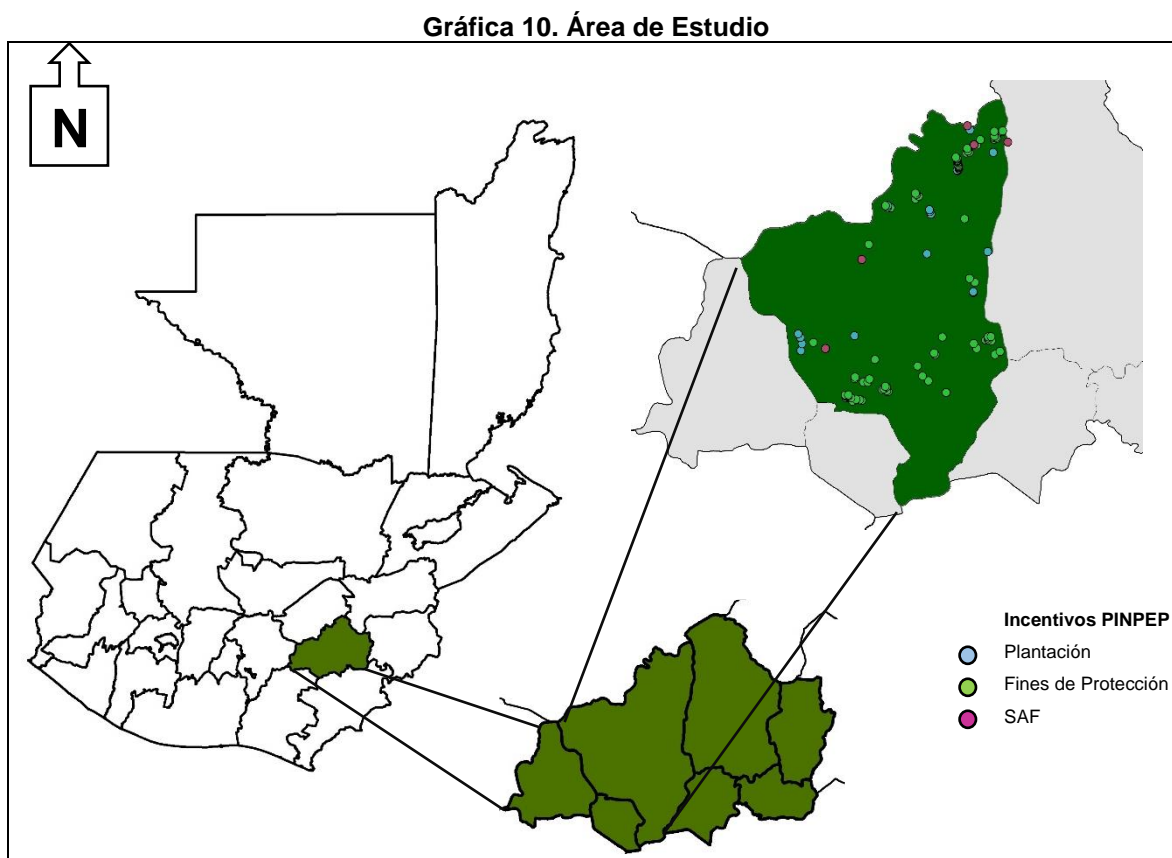 Gráfica 10. Área de Estudio
N
Incentivos PINPEP
Plantación
Fines de Protección
SAF